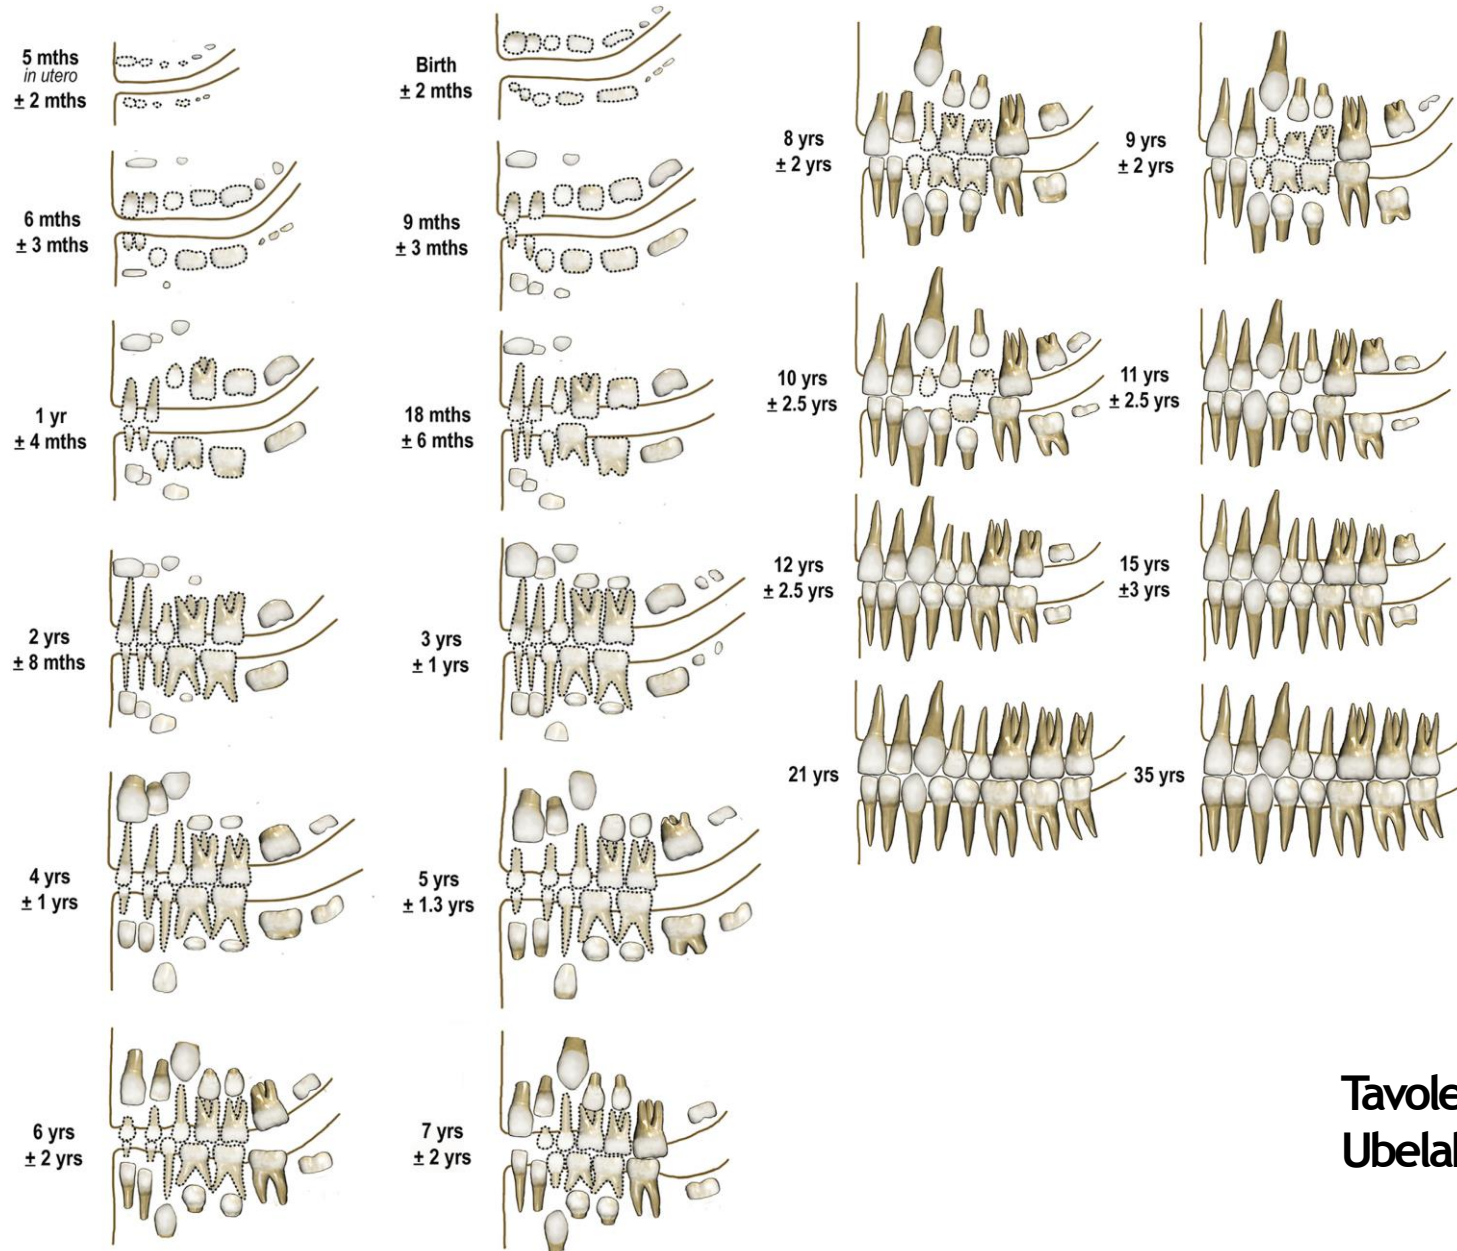 5 mths
in utero
± 2 mths
Birth
± 2 mths
6 mths
± 3 mths
9 mths
± 3 mths
1 yr
± 4 mths
18 mths
± 6 mths
2 yrs
± 8 mths
3 yrs
± 1 yrs
4 yrs
± 1 yrs
5 yrs
± 1.3 yrs
6 yrs
± 2 yrs
7 yrs
± 2 yrs
8 yrs
± 2 yrs
9 yrs
± 2 yrs
10 yrs
± 2.5 yrs
11 yrs
± 2.5 yrs
12 yrs
± 2.5 yrs
15 yrs
±3 yrs
21 yrs
35 yrs
Tavole